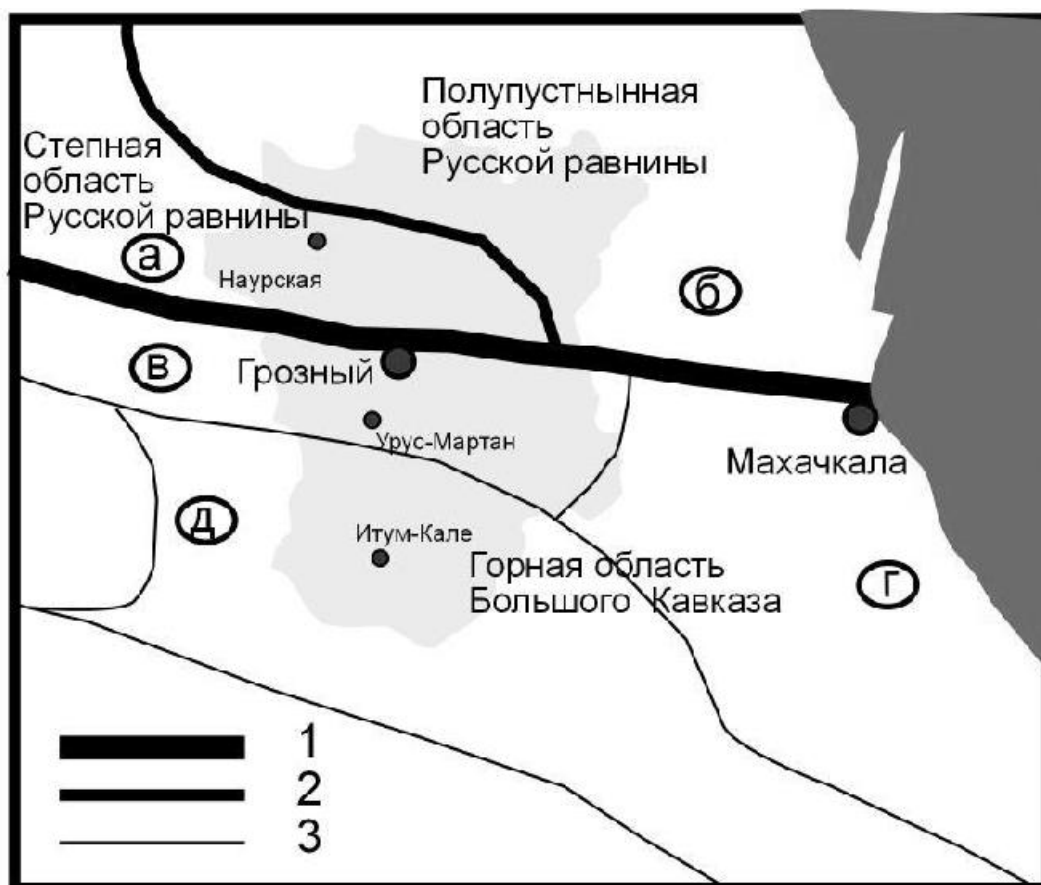 Полупустнынная
область
Русской равнины
Степная
область
Русской равнины
а
Наурская
б
в
Грозный
Урус-Мартан
Махачкала
д
Итум-Кале
Горная область
Большого Кавказа
г
1
2
3